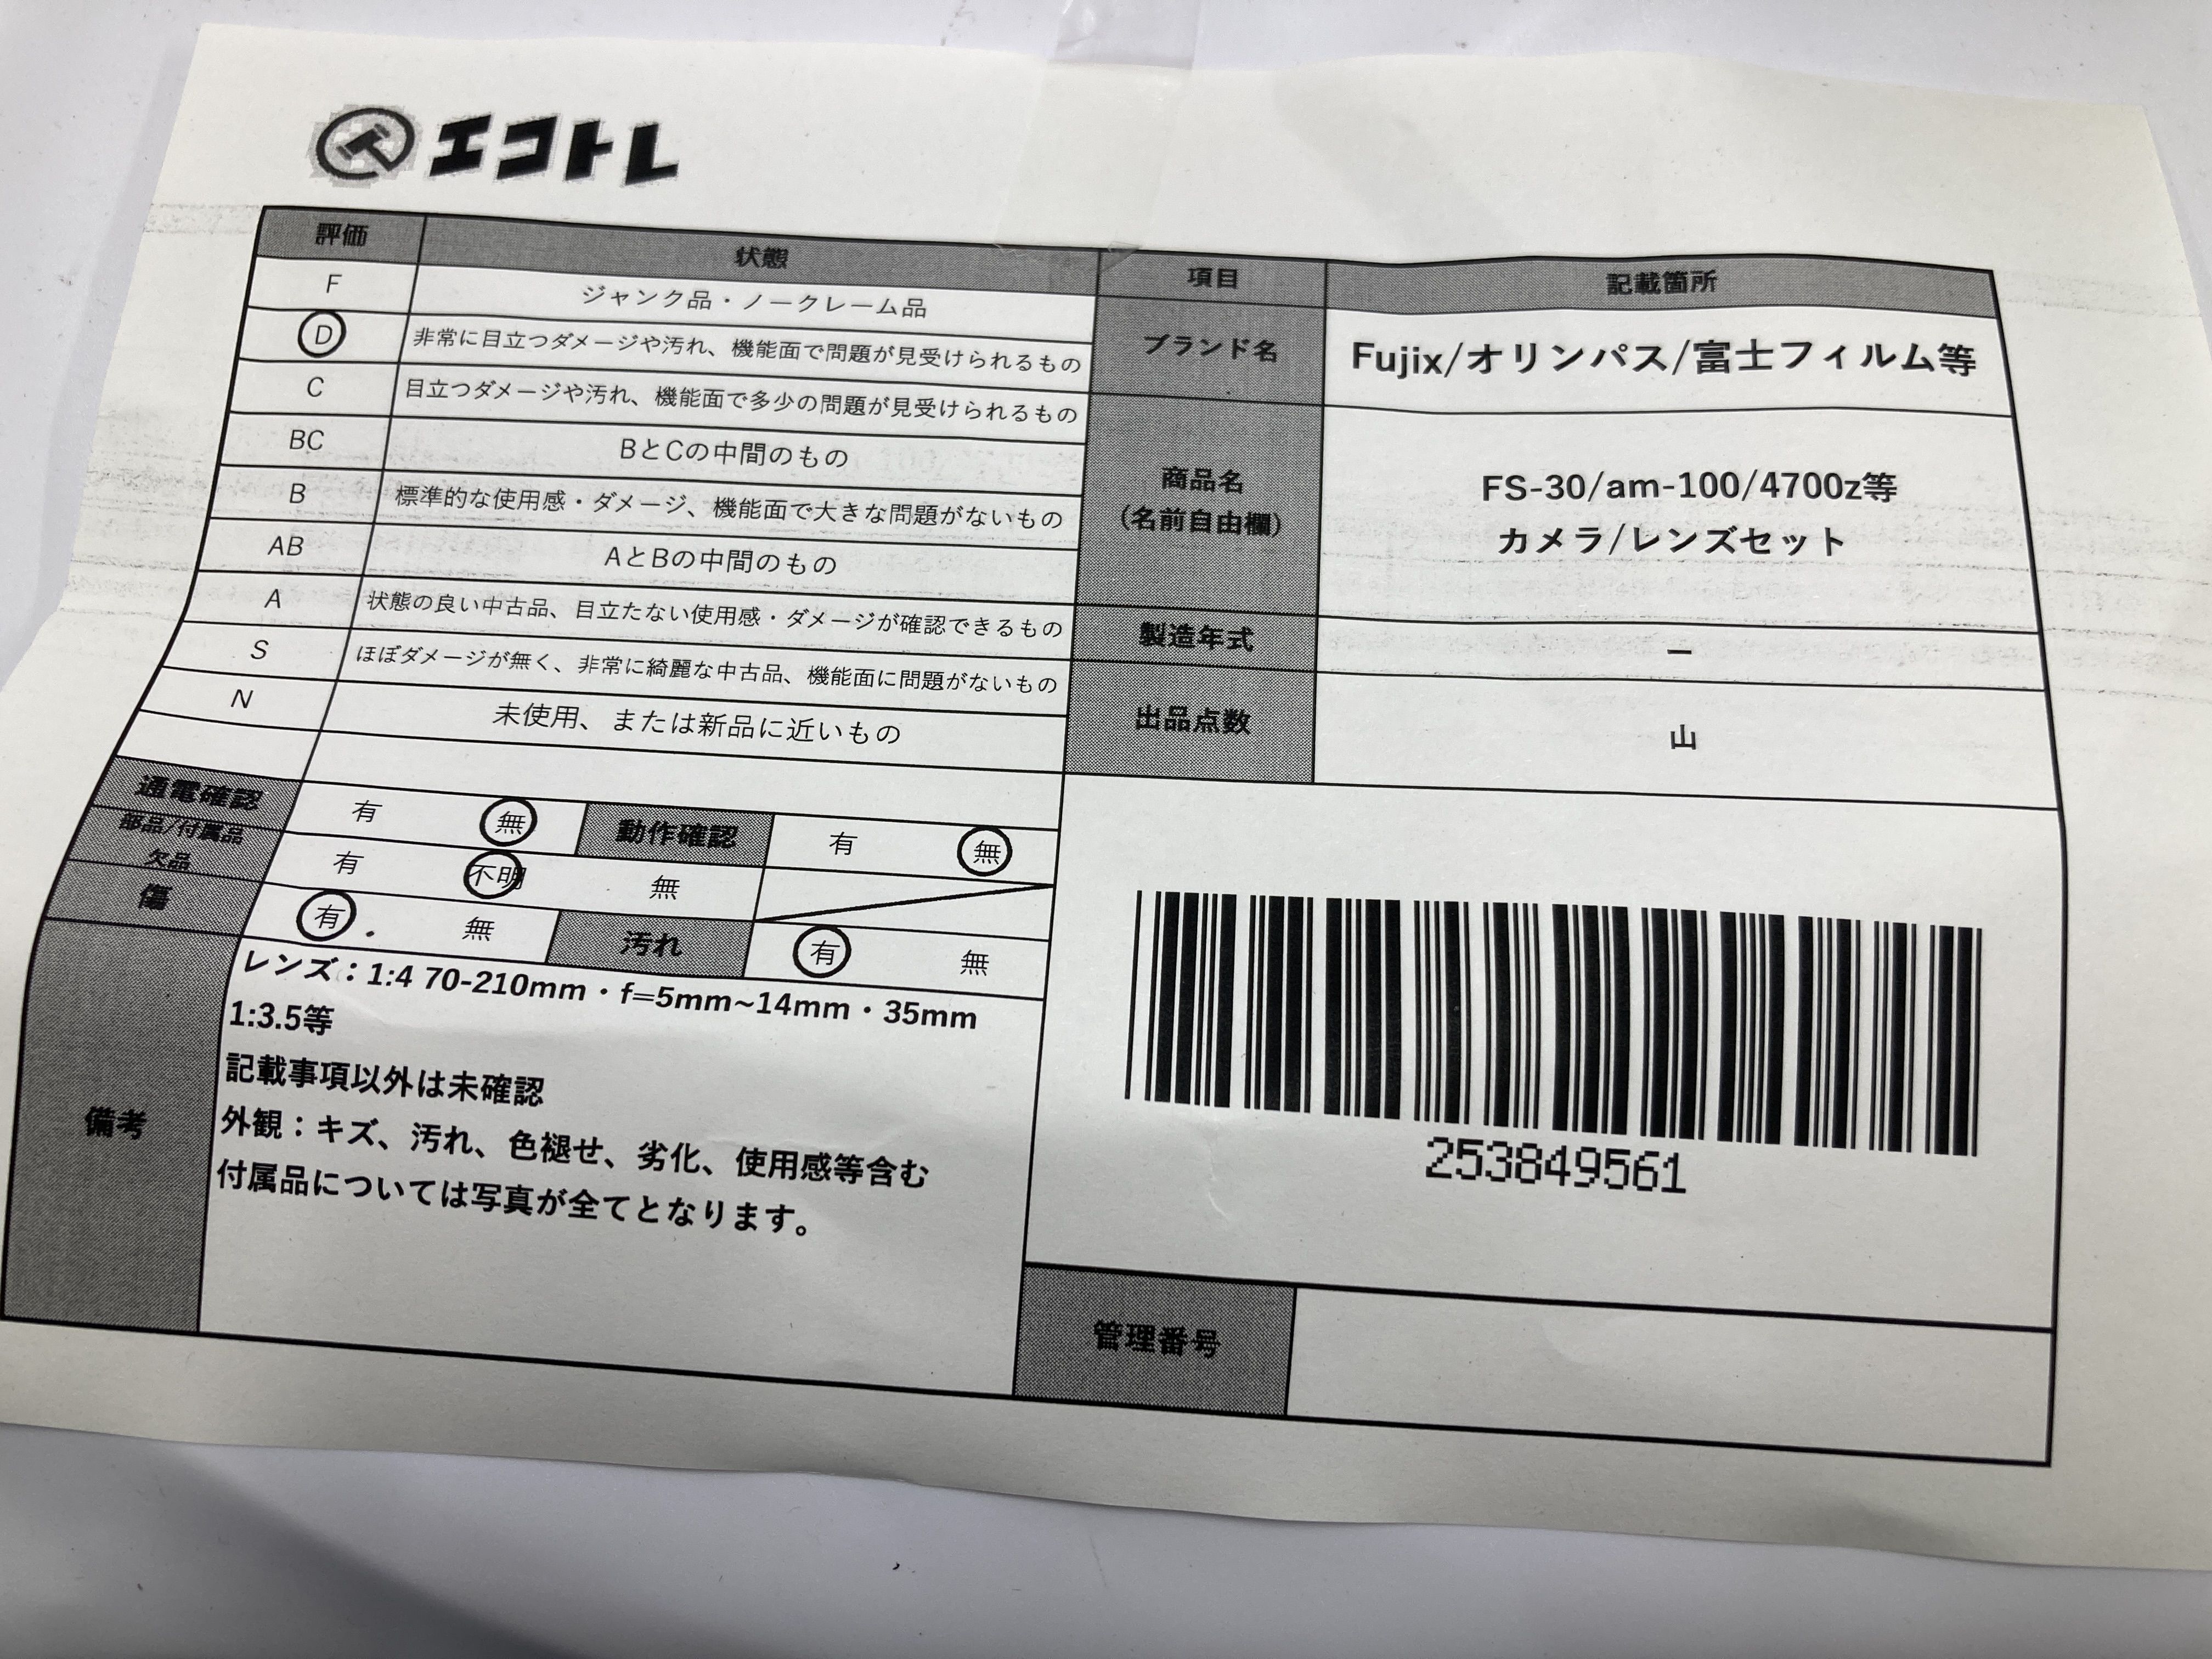 エコトレ
評価 状態
F ジャンク品・ノークレーム品
D 非常に目立つダメージや汚れ、機能面で問題が見受けられるもの
C 目立つダメージや汚れ、機能面で多少の問題が見受けられるもの
BC BとCの中間のもの
B 標準的な使用感・ダメージ、機能面で大きな問題がないもの
AB AとBの中間のもの
A 状態の良い中古品、目立たない使用感・ダメージが確認できるもの
S ほぼダメージが無く、非常に綺麗な中古品、機能面に問題がないもの
N 未使用、または新品に近いもの
通電確認 有 無 動作確認 有 無
部品/付属品
欠品 有 不明 無
傷 有 無 汚れ 有 無
備考
レンズ：1:4 70-210mm・f=5mm~14mm・35mm
1:3.5等
記載事項以外は未確認
外観：キズ、汚れ、色褪せ、劣化、使用感等含む
付属品については写真が全てとなります。
項目 記載箇所
ブランド名 Fujix/オリンパス/富士フィルム等
商品名
(名前自由欄)
FS-30/am-100/4700z等
カメラ/レンズセット
製造年式 ー
出品点数 山
253849561
管理番号